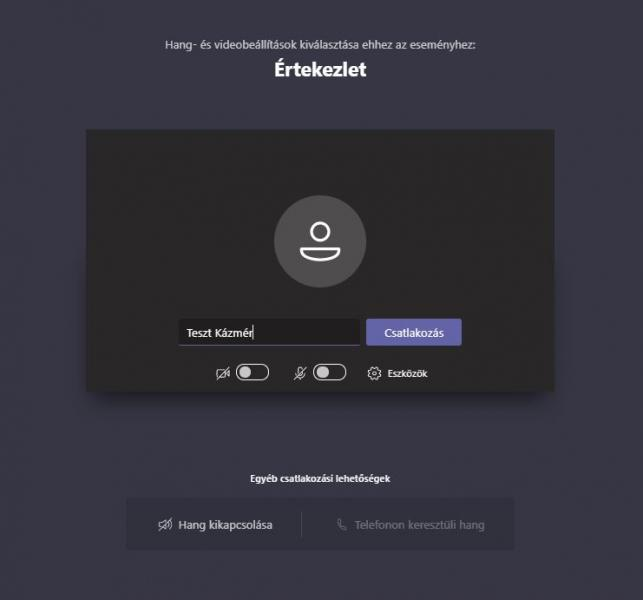 Hang- és videobeállítások kiválasztása ehhez az eseményhez:
Értekezlet
Teszt Kázmér
Csatlakozás
Eszközök
Egyéb csatlakozási lehetőségek
Hang kikapcsolása
Telefonon keresztüli hang